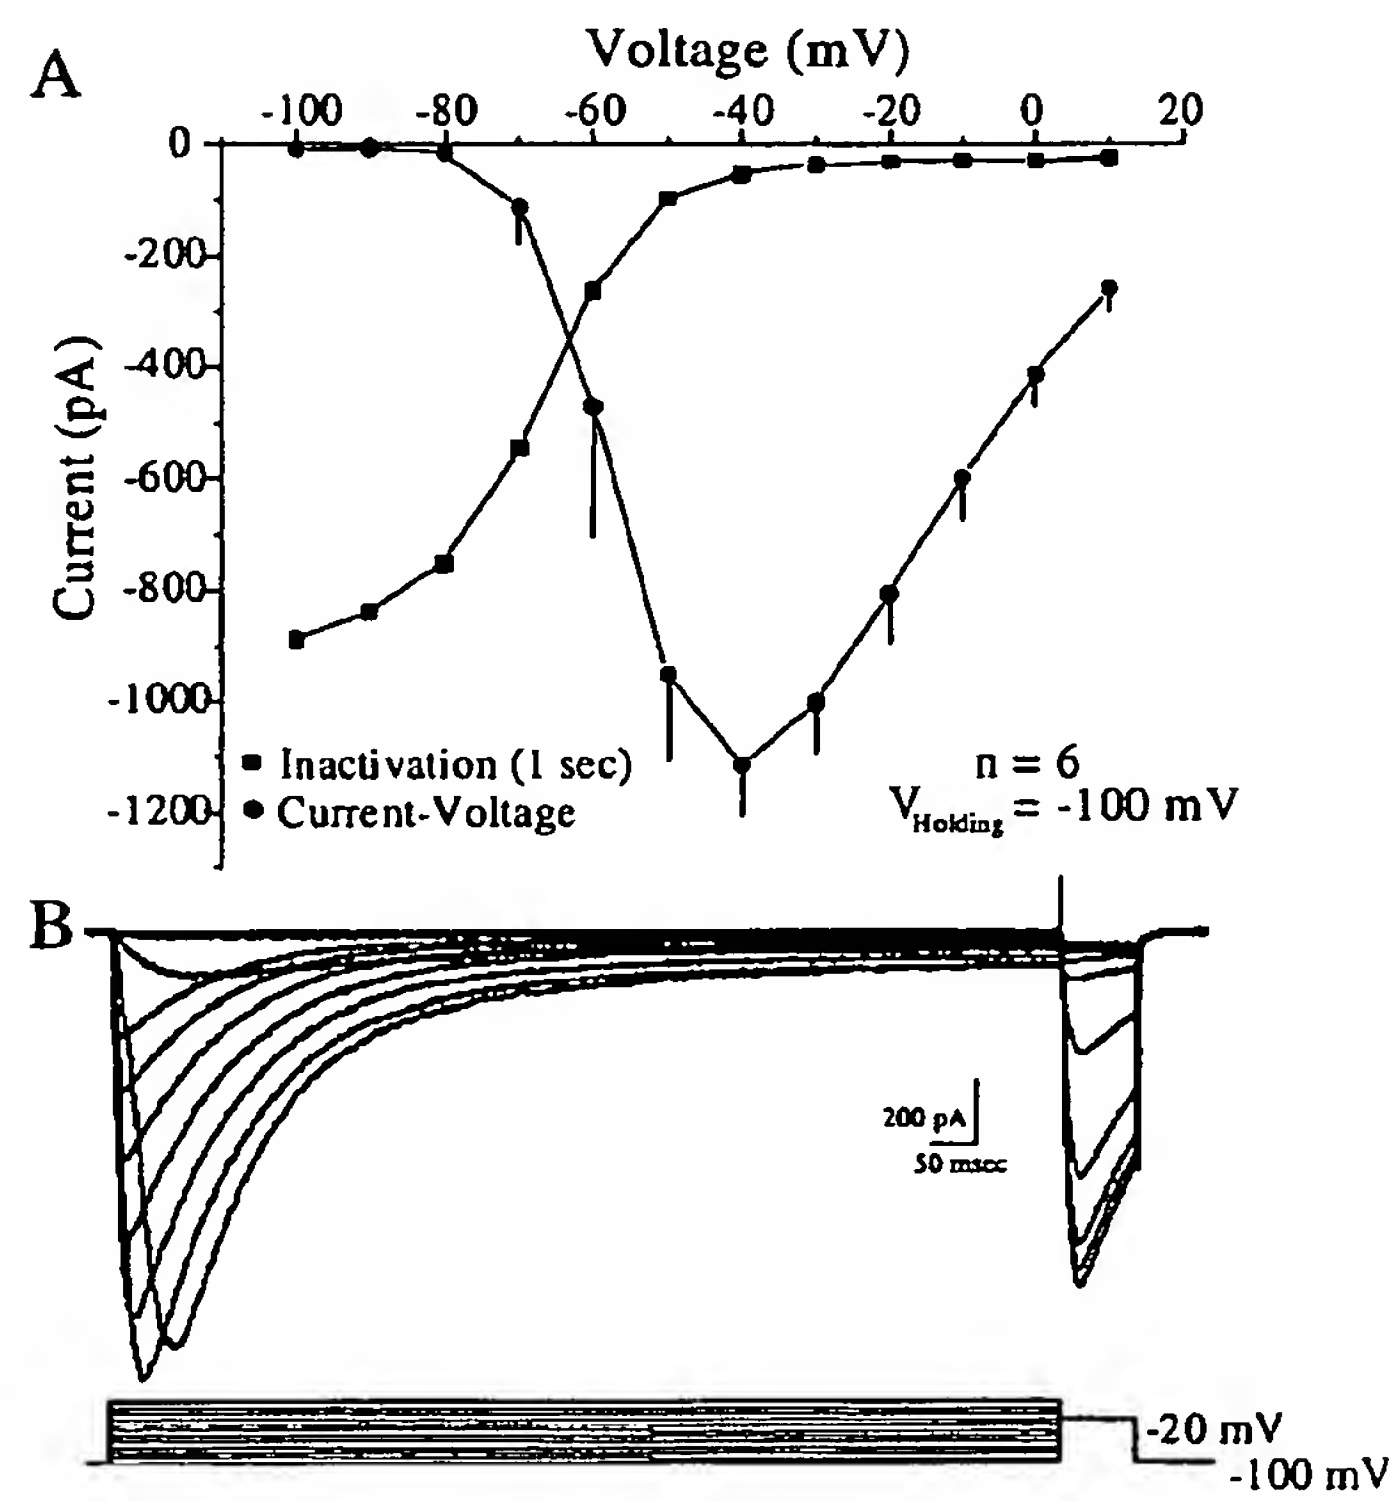 A
Voltage (mV)
-100 -80 -60 -40 -20 0 20
0
-200
-400
-600
-800
-1000
-1200
Current (pA)
Inactivation (1 sec)
Current-Voltage
n = 6
VHolding = -100 mV
B
200 pA
50 msec
-20 mV
-100 mV